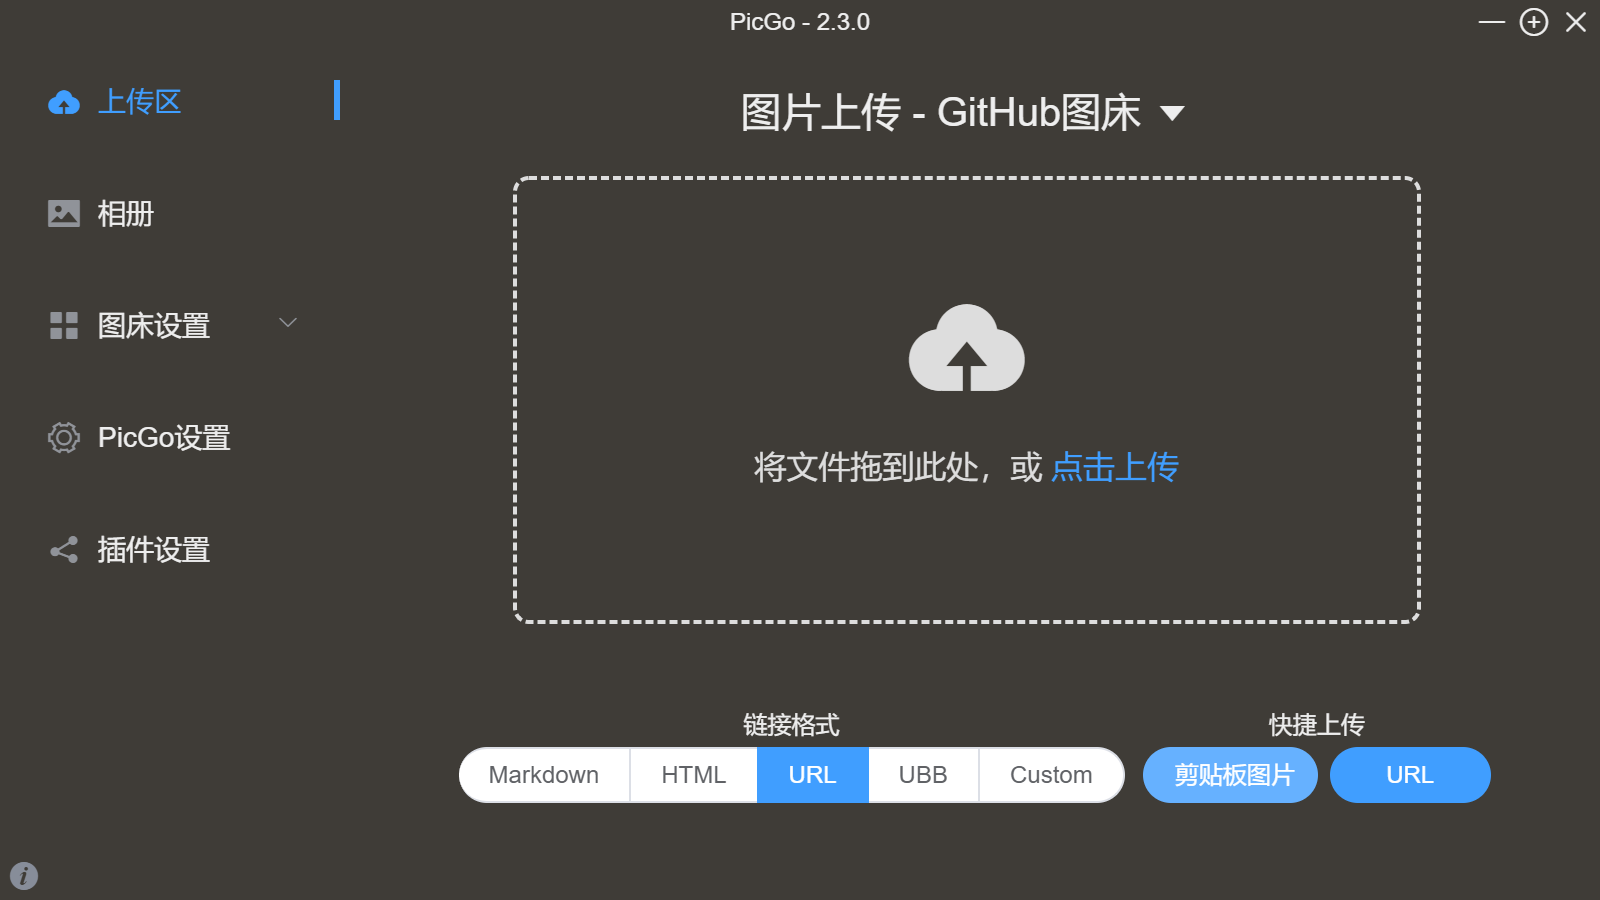 PicGo - 2.3.0
上传区
相册
图床设置
PicGo设置
插件设置
图片上传 - GitHub图床
将文件拖到此处，或 点击上传
链接格式
Markdown HTML URL UBB Custom
快捷上传
剪贴板图片 URL